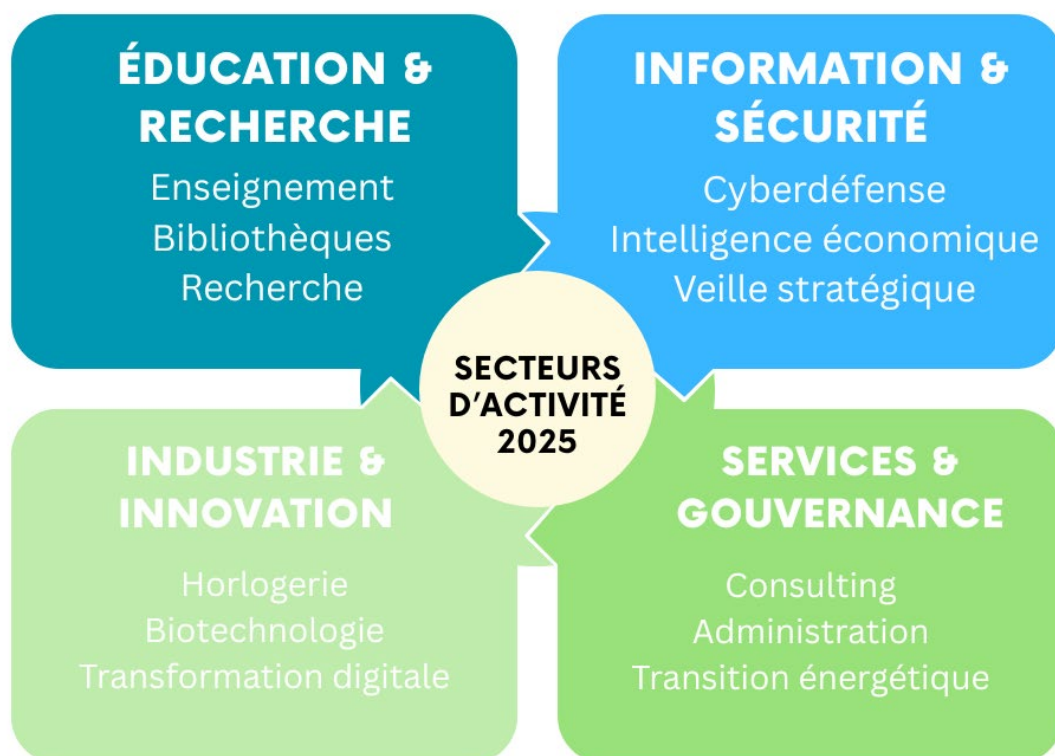 ÉDUCATION &
RECHERCHE
Enseignement
Bibliothèques
Recherche
INFORMATION &
SÉCURITÉ
Cyberdéfense
Intelligence économique
Veille stratégique
SECTEURS
D'ACTIVITÉ
2025
INDUSTRIE &
INNOVATION
Horlogerie
Biotechnologie
Transformation digitale
SERVICES &
GOUVERNANCE
Consulting
Administration
Transition énergétique